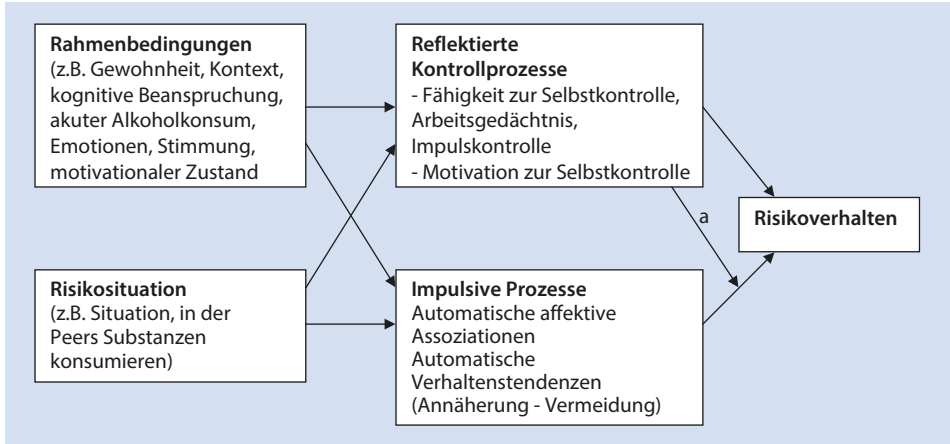 Rahmenbedingungen
(z.B. Gewohnheit, Kontext,
kognitive Beanspruchung,
akuter Alkoholkonsum,
Emotionen, Stimmung,
motivationaler Zustand
Reflektierte
Kontrollprozesse
- Fähigkeit zur Selbstkontrolle,
Arbeitsgedächtnis,
Impulskontrolle
- Motivation zur Selbstkontrolle
a
Risikoverhalten
Risikosituation
(z.B. Situation, in der
Peers Substanzen
konsumieren)
Impulsive Prozesse
Automatische affektive
Assoziationen
Automatische
Verhaltenstendenzen
(Annäherung - Vermeidung)